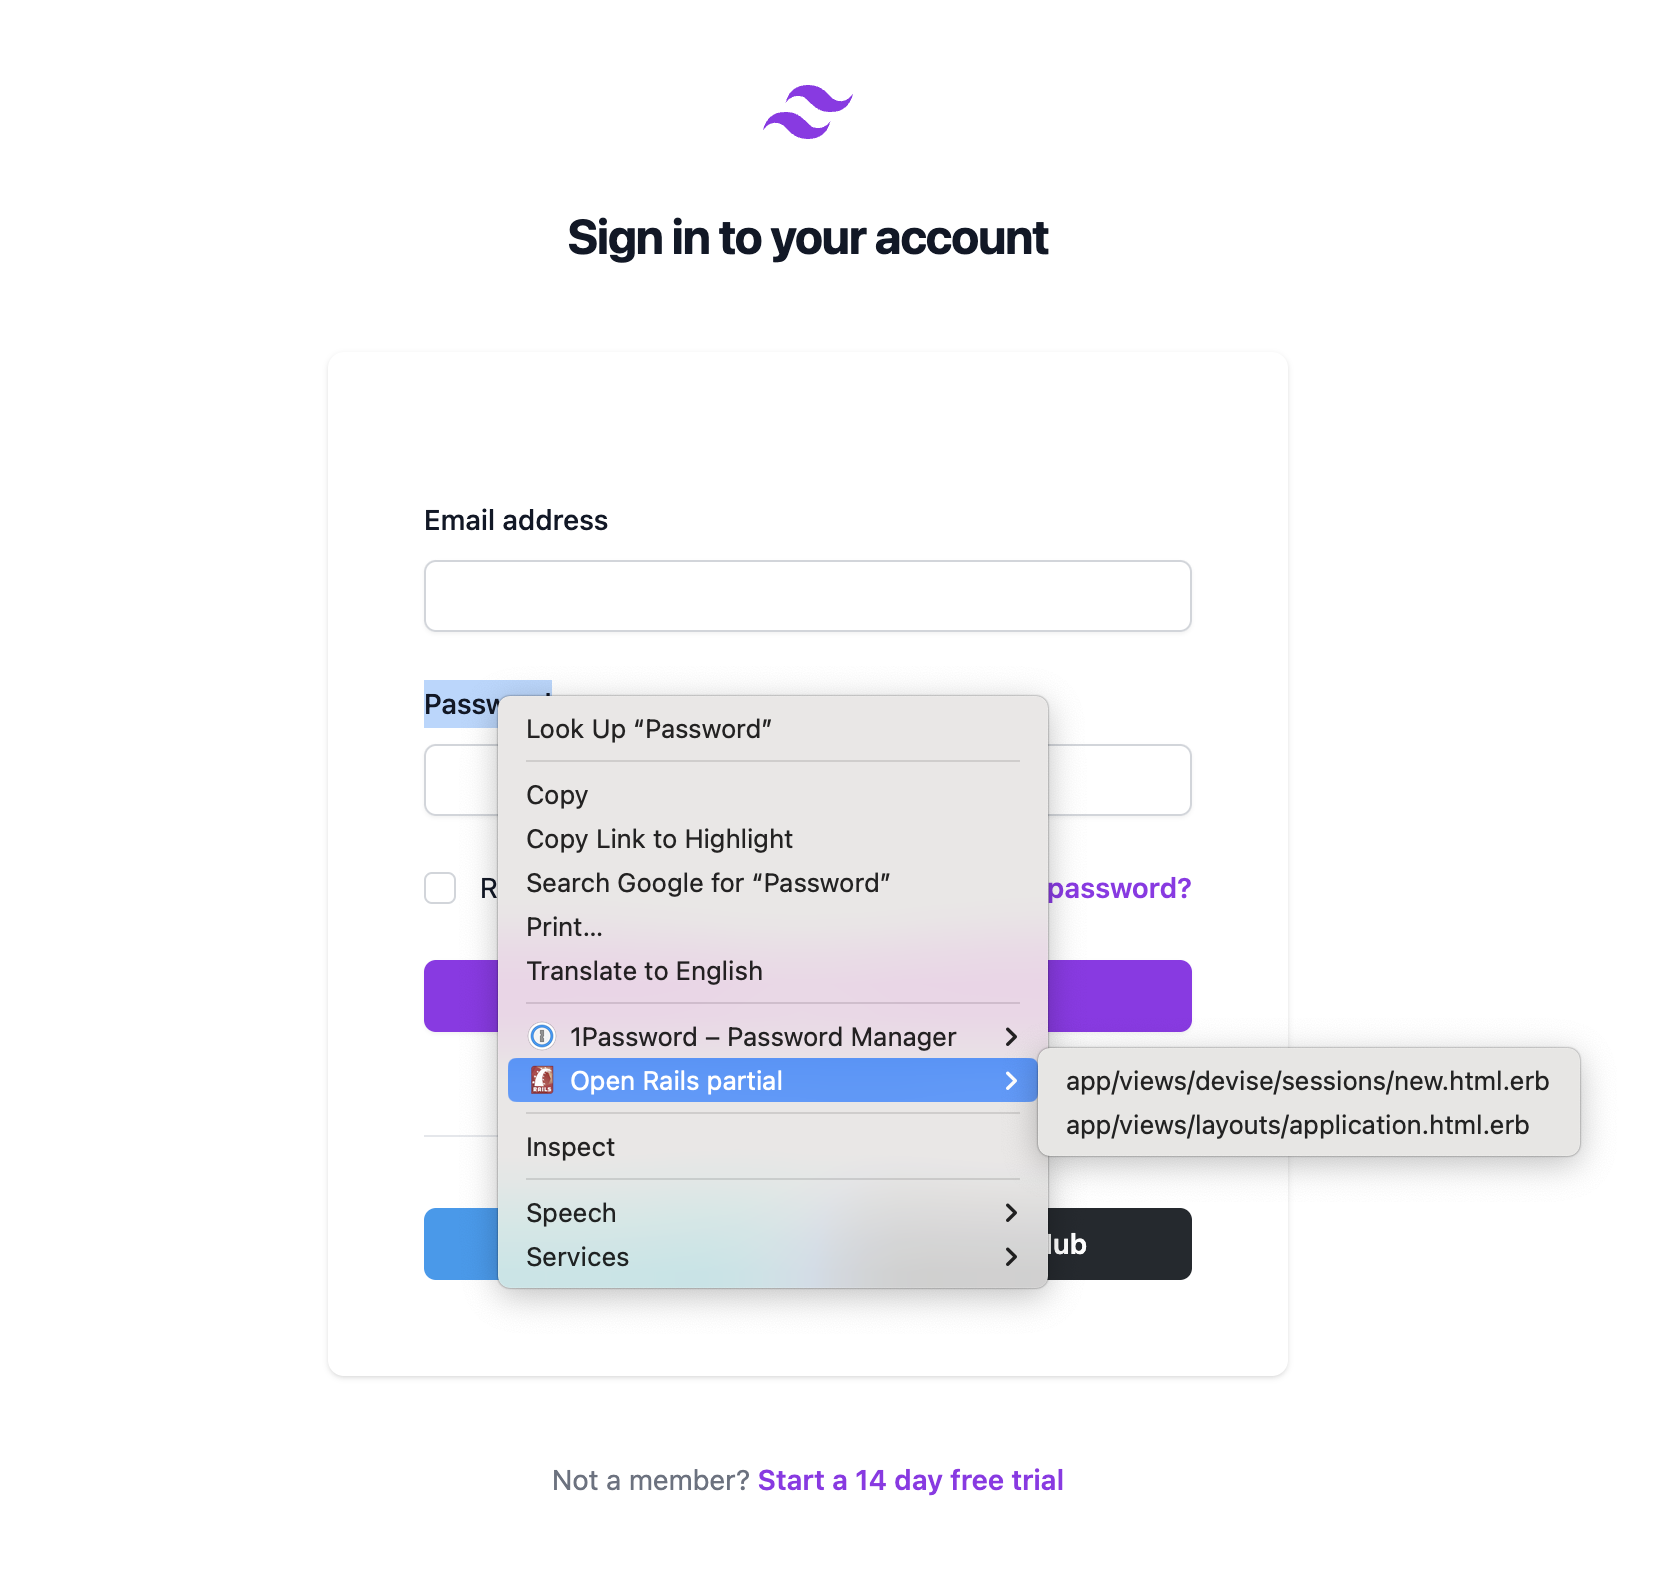 Sign in to your account
Email address
Look Up “Password”
Copy
Copy Link to Highlight
Search Google for “Password”
Print...
Translate to English
password?
1Password – Password Manager
Open Rails partial
app/views/devise/sessions/new.html.erb
app/views/layouts/application.html.erb
Inspect
Speech
Services
Not a member? Start a 14 day free trial